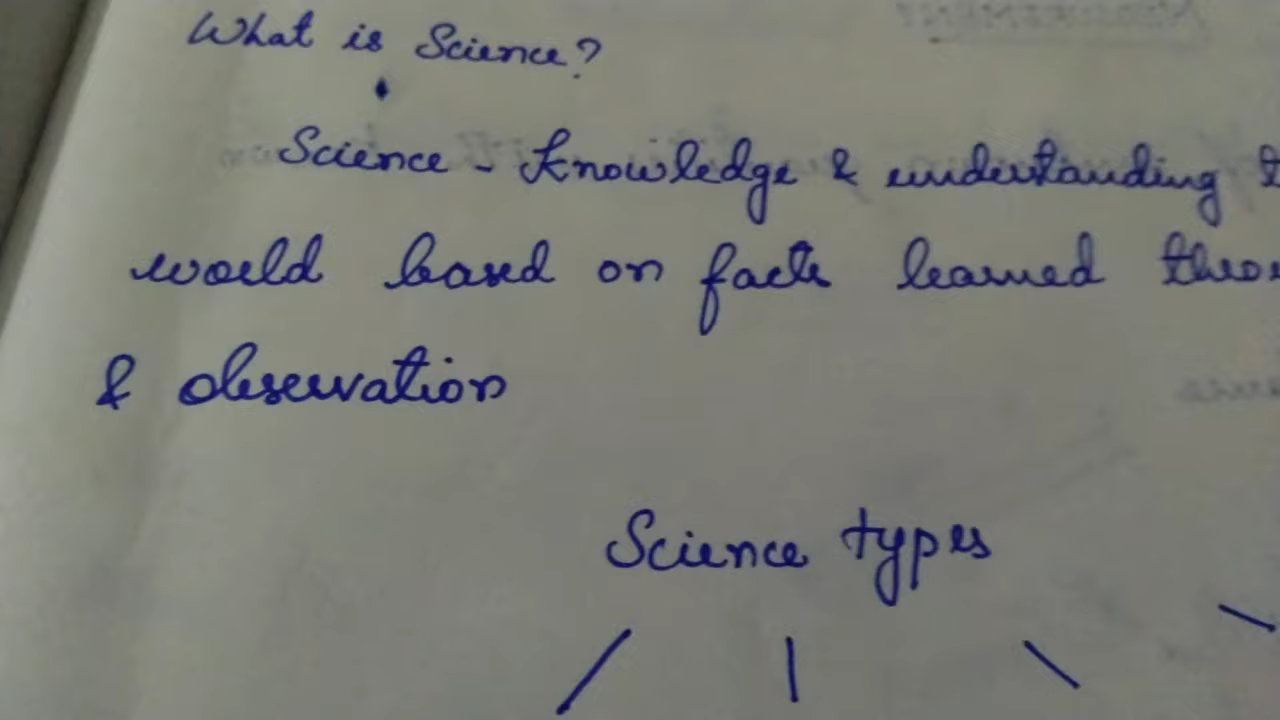 What is Science?
Science - Knowledge & understanding
world based on facts learned
& observation
Science types